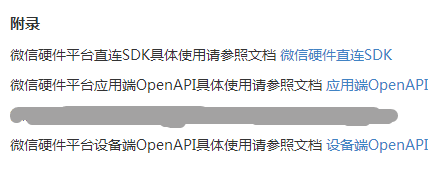 附录
微信硬件平台直连SDK具体使用请参照文档 微信硬件直连SDK
微信硬件平台应用端OpenAPI具体使用请参照文档 应用端OpenAPI
微信硬件平台设备端OpenAPI具体使用请参照文档 设备端OpenAPI